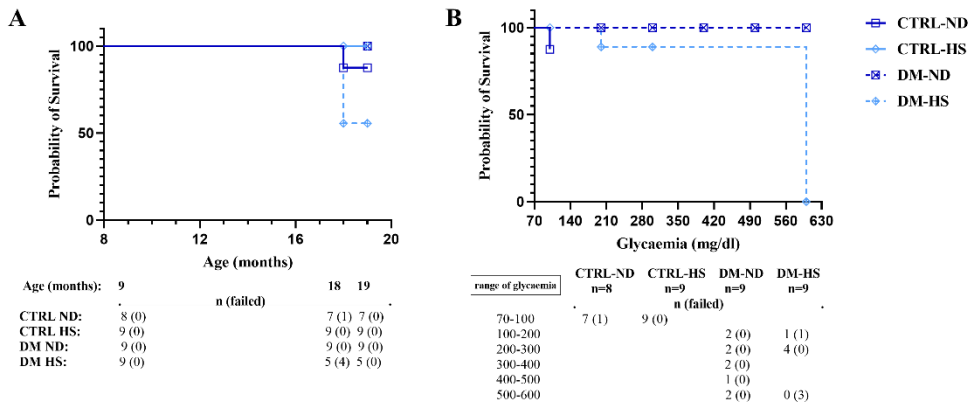 A
Probability of Survival
100
50
0
8
12
16
20
Age (months)
Age (months): 9 18 19
n (failed)
CTRL ND: 8 (0) 7 (1) 7 (0)
CTRL HS: 9 (0) 9 (0) 9 (0)
DM ND: 9 (0) 9 (0) 9 (0)
DM HS: 9 (0) 5 (4) 5 (0)
B
Probability of Survival
100
50
0
70 140 210 280 350 420 490 560 630
Glycaemia (mg/dl)
CTRL-ND
CTRL-HS
DM-ND
DM-HS
range of glycaemia
CTRL-ND CTRL-HS DM-ND DM-HS
n=8 n=9 n=9 n=9
n (failed)
70-100 7 (1) 9 (0)
100-200 2 (0) 1 (1)
200-300 2 (0) 4 (0)
300-400 2 (0)
400-500 1 (0)
500-600 2 (0) 0 (3)